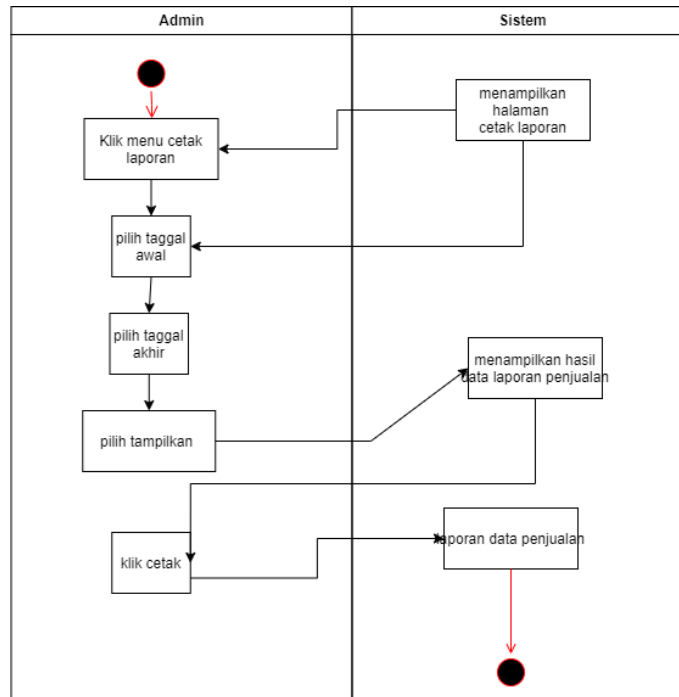 Admin
Sistem
menampilkan
halaman
cetak laporan
Klik menu cetak
laporan
pilih taggal
awal
pilih taggal
akhir
menampilkan hasil
data laporan penjualan
pilih tampilkan
laporan data penjualan
klik cetak